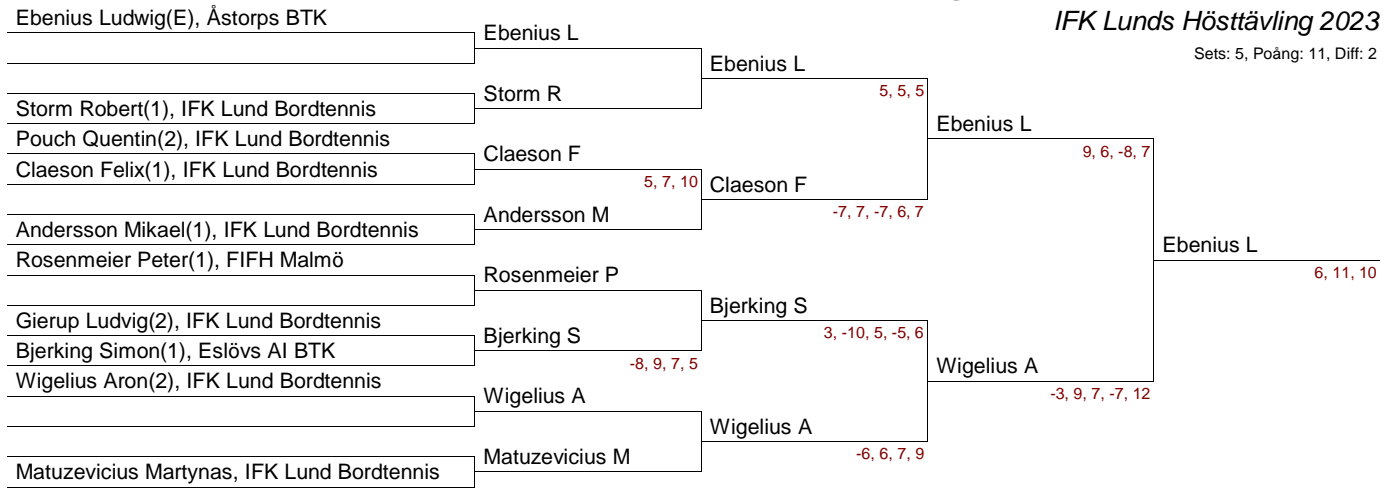 Ebenius Ludwig(E), Åstorps BTK
IFK Lunds Hösttävling 2023
Ebenius L
Sets: 5, Poång: 11, Diff: 2
Ebenius L
Storm R
5, 5, 5
Storm Robert(1), IFK Lund Bordtennis
Ebenius L
Pouch Quentin(2), IFK Lund Bordtennis
Claeson F
9, 6, -8, 7
Claeson Felix(1), IFK Lund Bordtennis
5, 7, 10
Claeson F
Andersson M
-7, 7, -7, 6, 7
Andersson Mikael(1), IFK Lund Bordtennis
Ebenius L
Rosenmeier Peter(1), FIFH Malmö
6, 11, 10
Rosenmeier P
Bjerking S
Gierup Ludvig(2), IFK Lund Bordtennis
3, -10, 5, -5, 6
Bjerking S
Bjerking Simon(1), Eslövs AI BTK
-8, 9, 7, 5
Wigelius A
Wigelius Aron(2), IFK Lund Bordtennis
-3, 9, 7, -7, 12
Wigelius A
Wigelius A
-6, 6, 7, 9
Matuzevicius M
Matuzevicius Martynas, IFK Lund Bordtennis